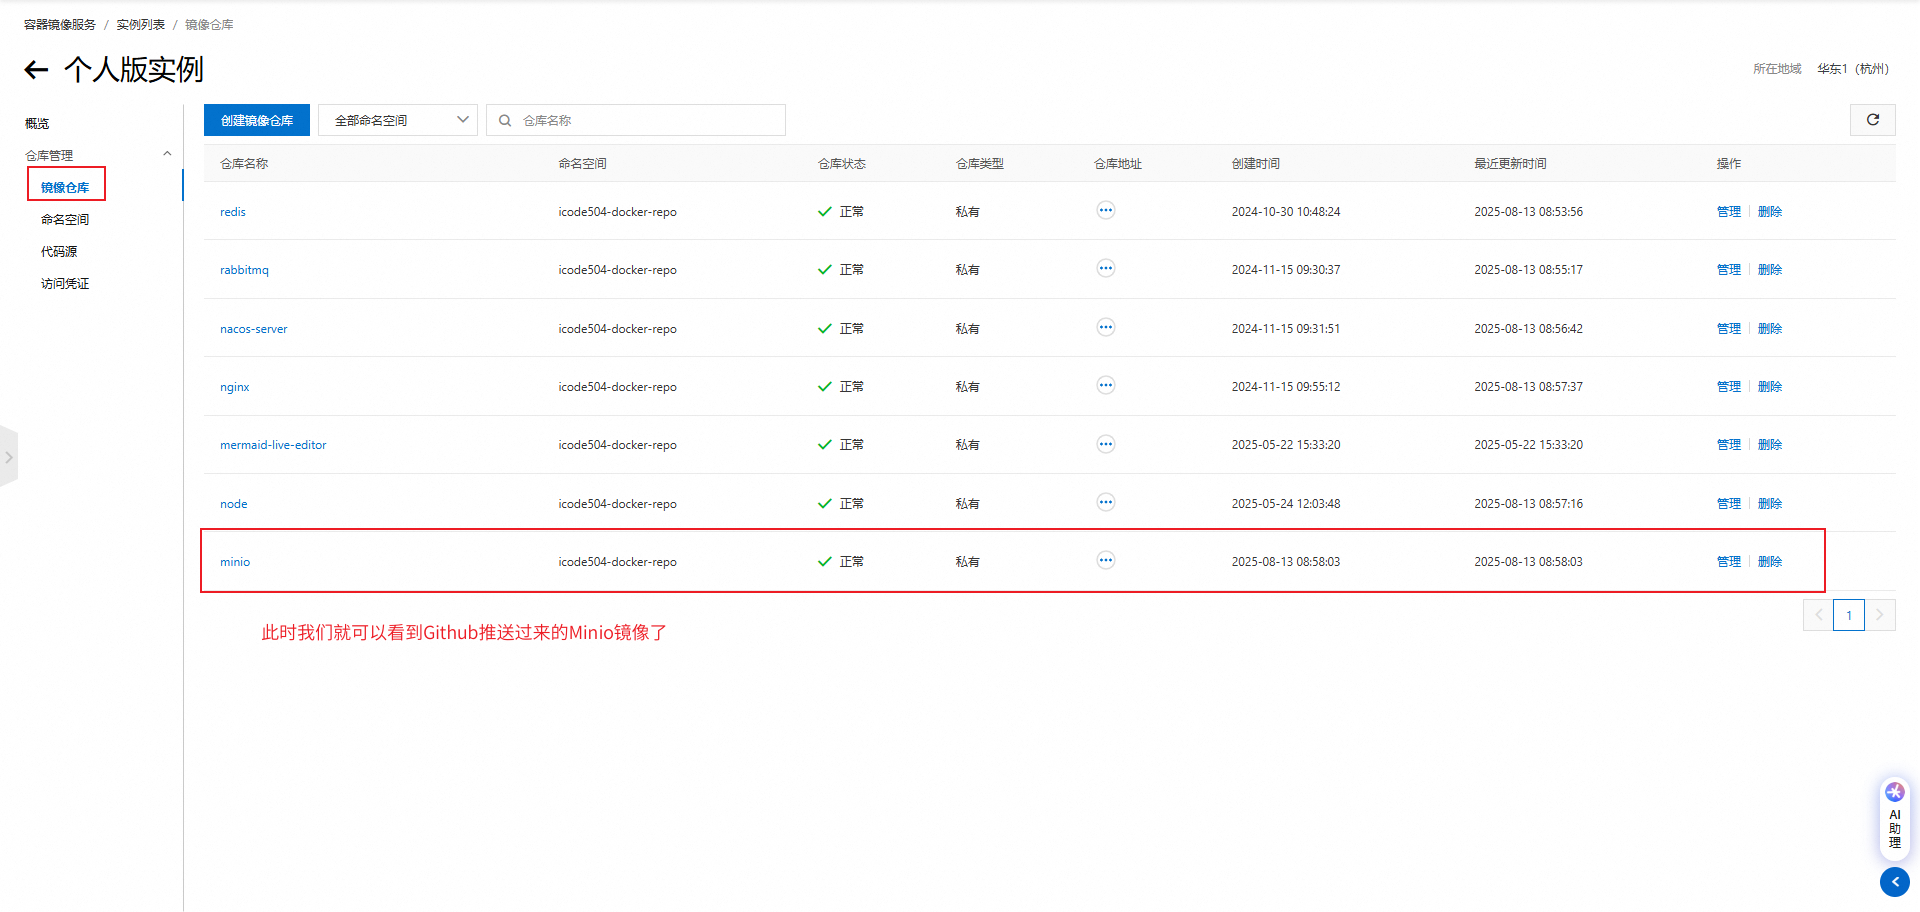 容器镜像服务 / 实例列表 / 镜像仓库
个人版实例
所在地域 华东1（杭州）
概览
仓库管理
镜像仓库
命名空间
代码源
访问凭证
创建镜像仓库 全部命名空间 仓库名称
仓库名称 命名空间 仓库状态 仓库类型 仓库地址 创建时间 最近更新时间 操作
redis icode504-docker-repo 正常 私有 2024-10-30 10:48:24 2025-08-13 08:53:56 管理 删除
rabbitmq icode504-docker-repo 正常 私有 2024-11-15 09:30:37 2025-08-13 08:55:17 管理 删除
nacos-server icode504-docker-repo 正常 私有 2024-11-15 09:31:51 2025-08-13 08:56:42 管理 删除
nginx icode504-docker-repo 正常 私有 2024-11-15 09:55:12 2025-08-13 08:57:37 管理 删除
mermaid-live-editor icode504-docker-repo 正常 私有 2025-05-22 15:33:20 2025-05-22 15:33:20 管理 删除
node icode504-docker-repo 正常 私有 2025-05-24 12:03:48 2025-08-13 08:57:16 管理 删除
minio icode504-docker-repo 正常 私有 2025-08-13 08:58:03 2025-08-13 08:58:03 管理 删除
1
此时我们就可以看到Github推送过来的Minio镜像了
AI
助
理